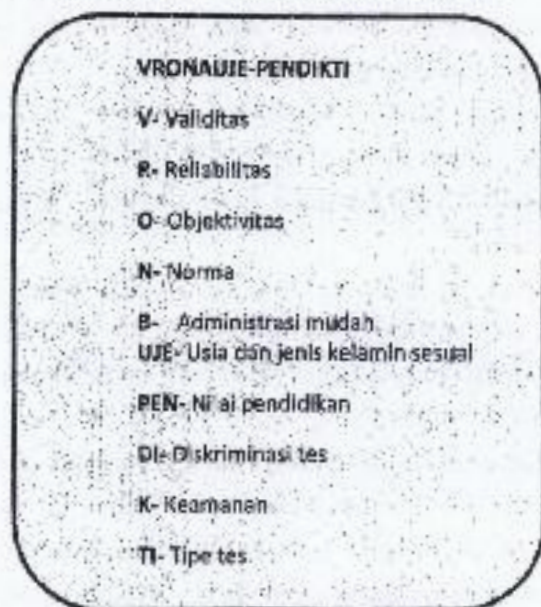 VRONAUJE-PENDIKTI
V- Validitas
R- Reliabilitas
O- Objektivitas
N- Norma
B- Administrasi mudah
UJE- Usia dan jenis kelamin sesuai
PEN- Nilai pendidikan
DI- Diskriminasi tes
K- Keamanan
TI- Tipe tes